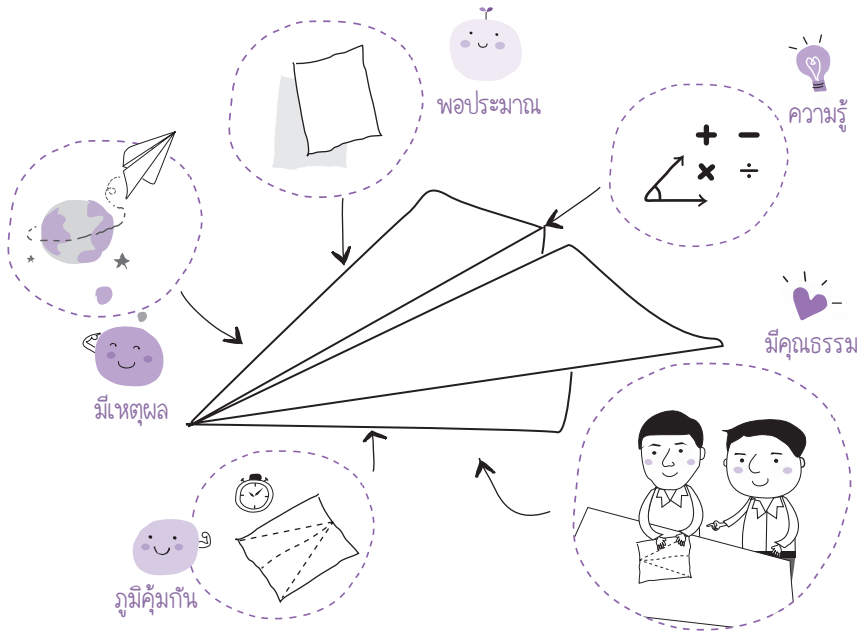 พอประมาณ
ความรู้
มีเหตุผล
มีคุณธรรม
ภูมิคุ้มกัน